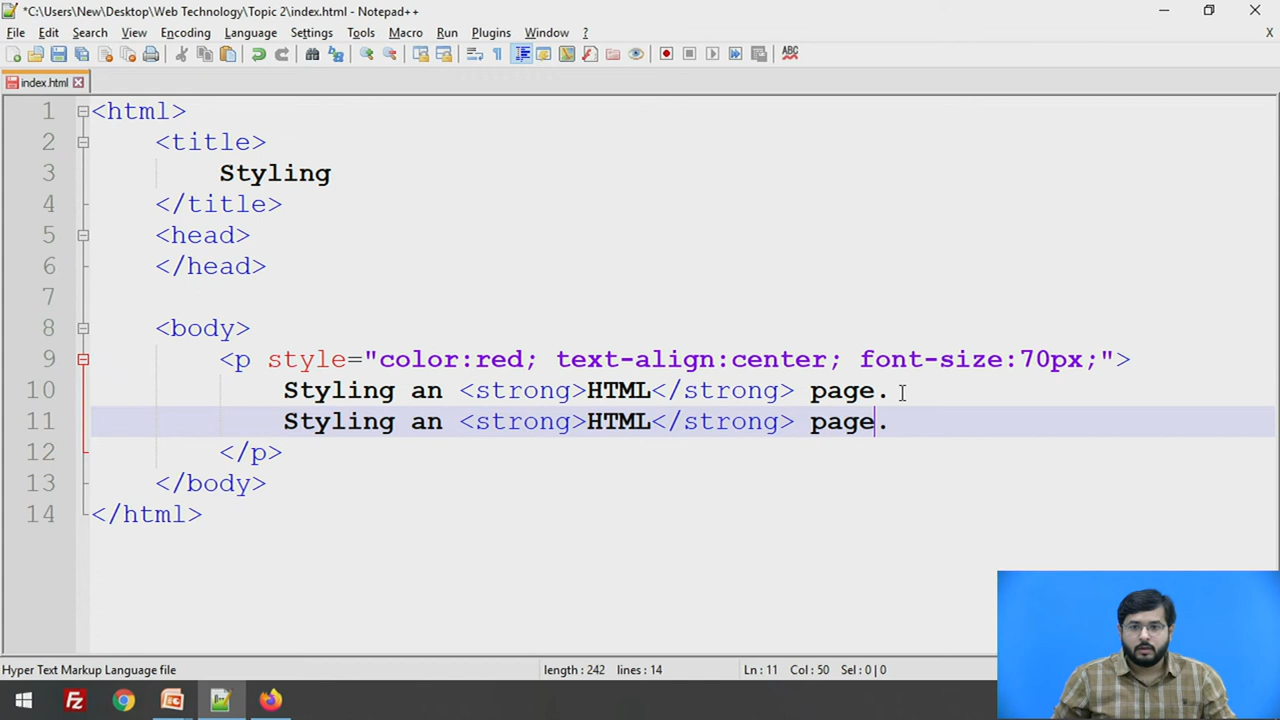 *C:\Users\New\Desktop\Web Technology\Topic 2\index.html - Notepad++
File Edit Search View Encoding Language Settings Tools Macro Run Plugins Window ? X
ABC
index.html
1 <html>
2 <title>
3 Styling
4 </title>
5 <head>
6 </head>
7
8 <body>
9 <p style="color:red; text-align:center; font-size:70px;">
10 Styling an <strong>HTML</strong> page.
11 Styling an <strong>HTML</strong> page.
12 </p>
13 </body>
14 </html>
Hyper Text Markup Language file length : 242 lines : 14 Ln : 11 Col : 50 Sel : 0 | 0
Fz